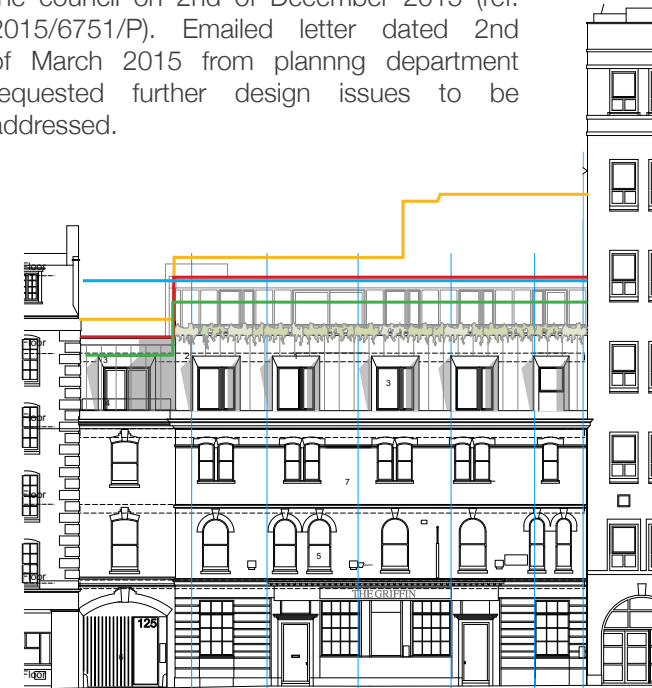 the council on 2nd of December 2015 (ref.
2015/6751/P). Emailed letter dated 2nd
of March 2015 from plannng department
requested further design issues to be
addressed.
Floor
Floor
3
2
1
3
4
Floor
7
Floor
5
Floor
THE GRIFFIN
125
Floor